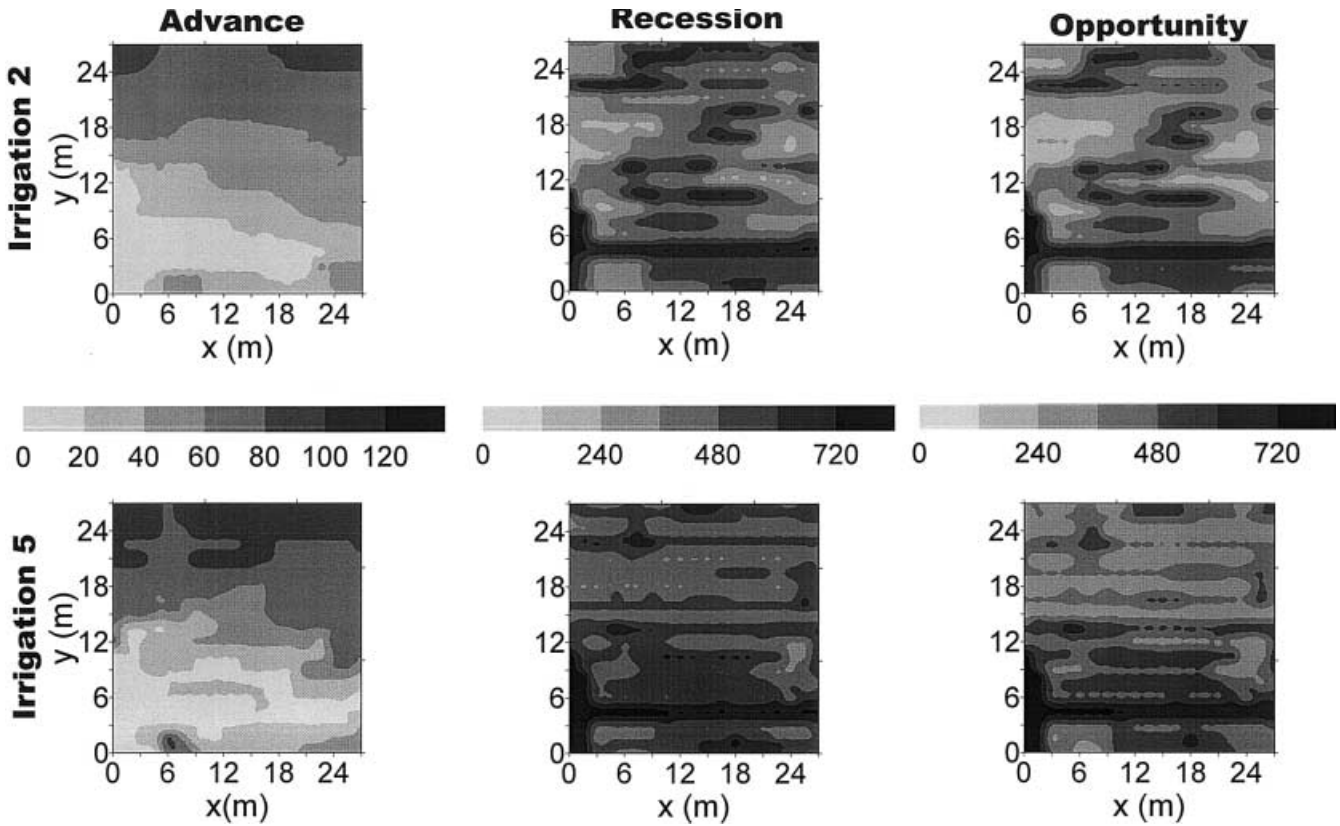 Advance Recession Opportunity
Irrigation 2
y (m)
24 24 24
18 18 18
12 12 12
6 6 6
0 0 0
0 6 12 18 24 0 6 12 18 24 0 6 12 18 24
x (m) x (m) x (m)
0 20 40 60 80 100 120 0 240 480 720 0 240 480 720
Irrigation 5
y (m)
24 24 24
18 18 18
12 12 12
6 6 6
0 0 0
0 6 12 18 24 0 6 12 18 24 0 6 12 18 24
x(m) x (m) x (m)